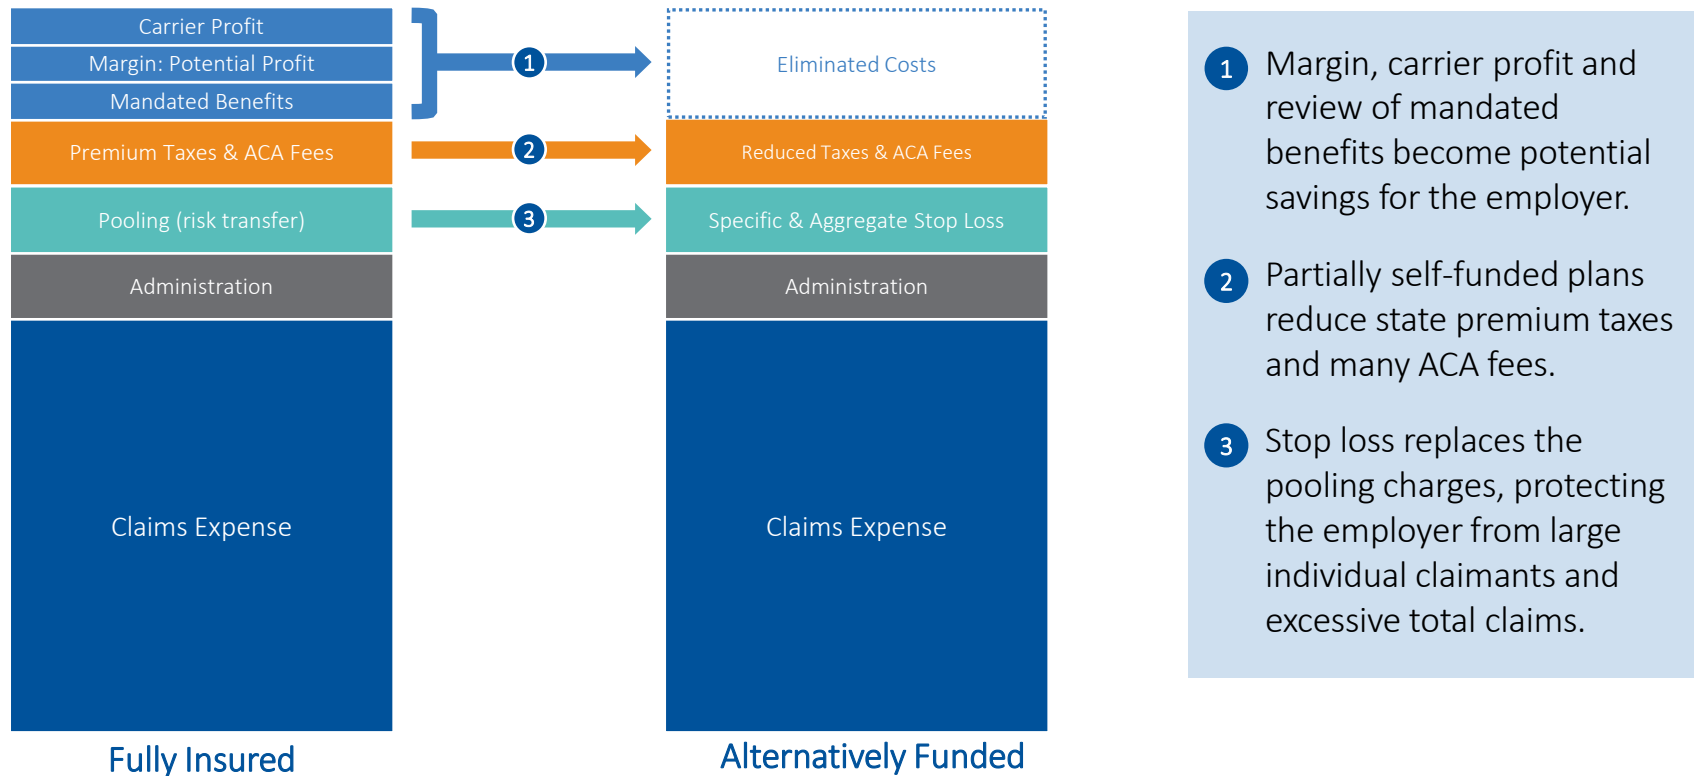 Carrier Profit
Margin: Potential Profit
Mandated Benefits
Premium Taxes & ACA Fees
Pooling (risk transfer)
Administration
Claims Expense
Fully Insured
1
2
3
Eliminated Costs
Reduced Taxes & ACA Fees
Specific & Aggregate Stop Loss
Administration
Claims Expense
Alternatively Funded
1 Margin, carrier profit and
review of mandated
benefits become potential
savings for the employer.
2 Partially self-funded plans
reduce state premium taxes
and many ACA fees.
3 Stop loss replaces the
pooling charges, protecting
the employer from large
individual claimants and
excessive total claims.